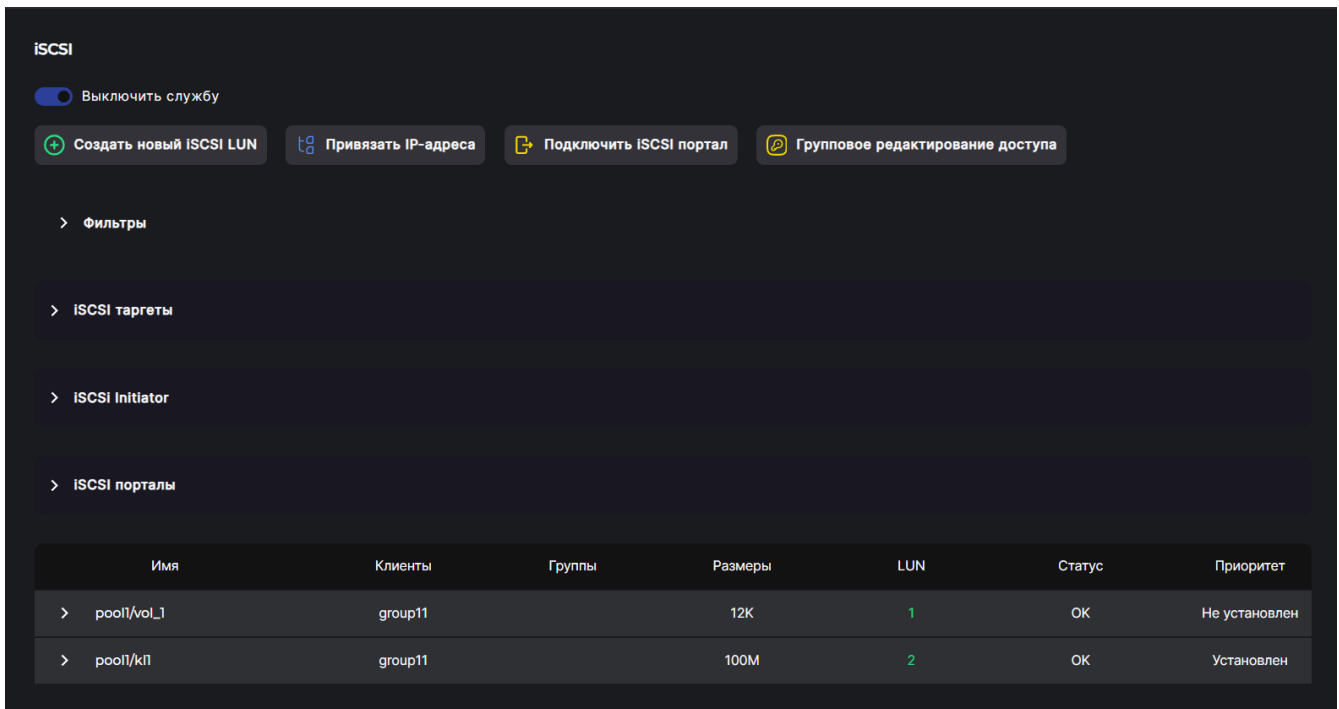 iSCSI
Выключить службу
Создать новый iSCSI LUN Привязать IP-адреса Подключить iSCSI портал Групповое редактирование доступа
Фильтры
iSCSI таргеты
iSCSi Initiator
iSCSI порталы
Имя Клиенты Группы Размеры LUN Статус Приоритет
pool1/vol_1 group11 12K 1 OK Не установлен
pool1/kl1 group11 100M 2 OK Установлен